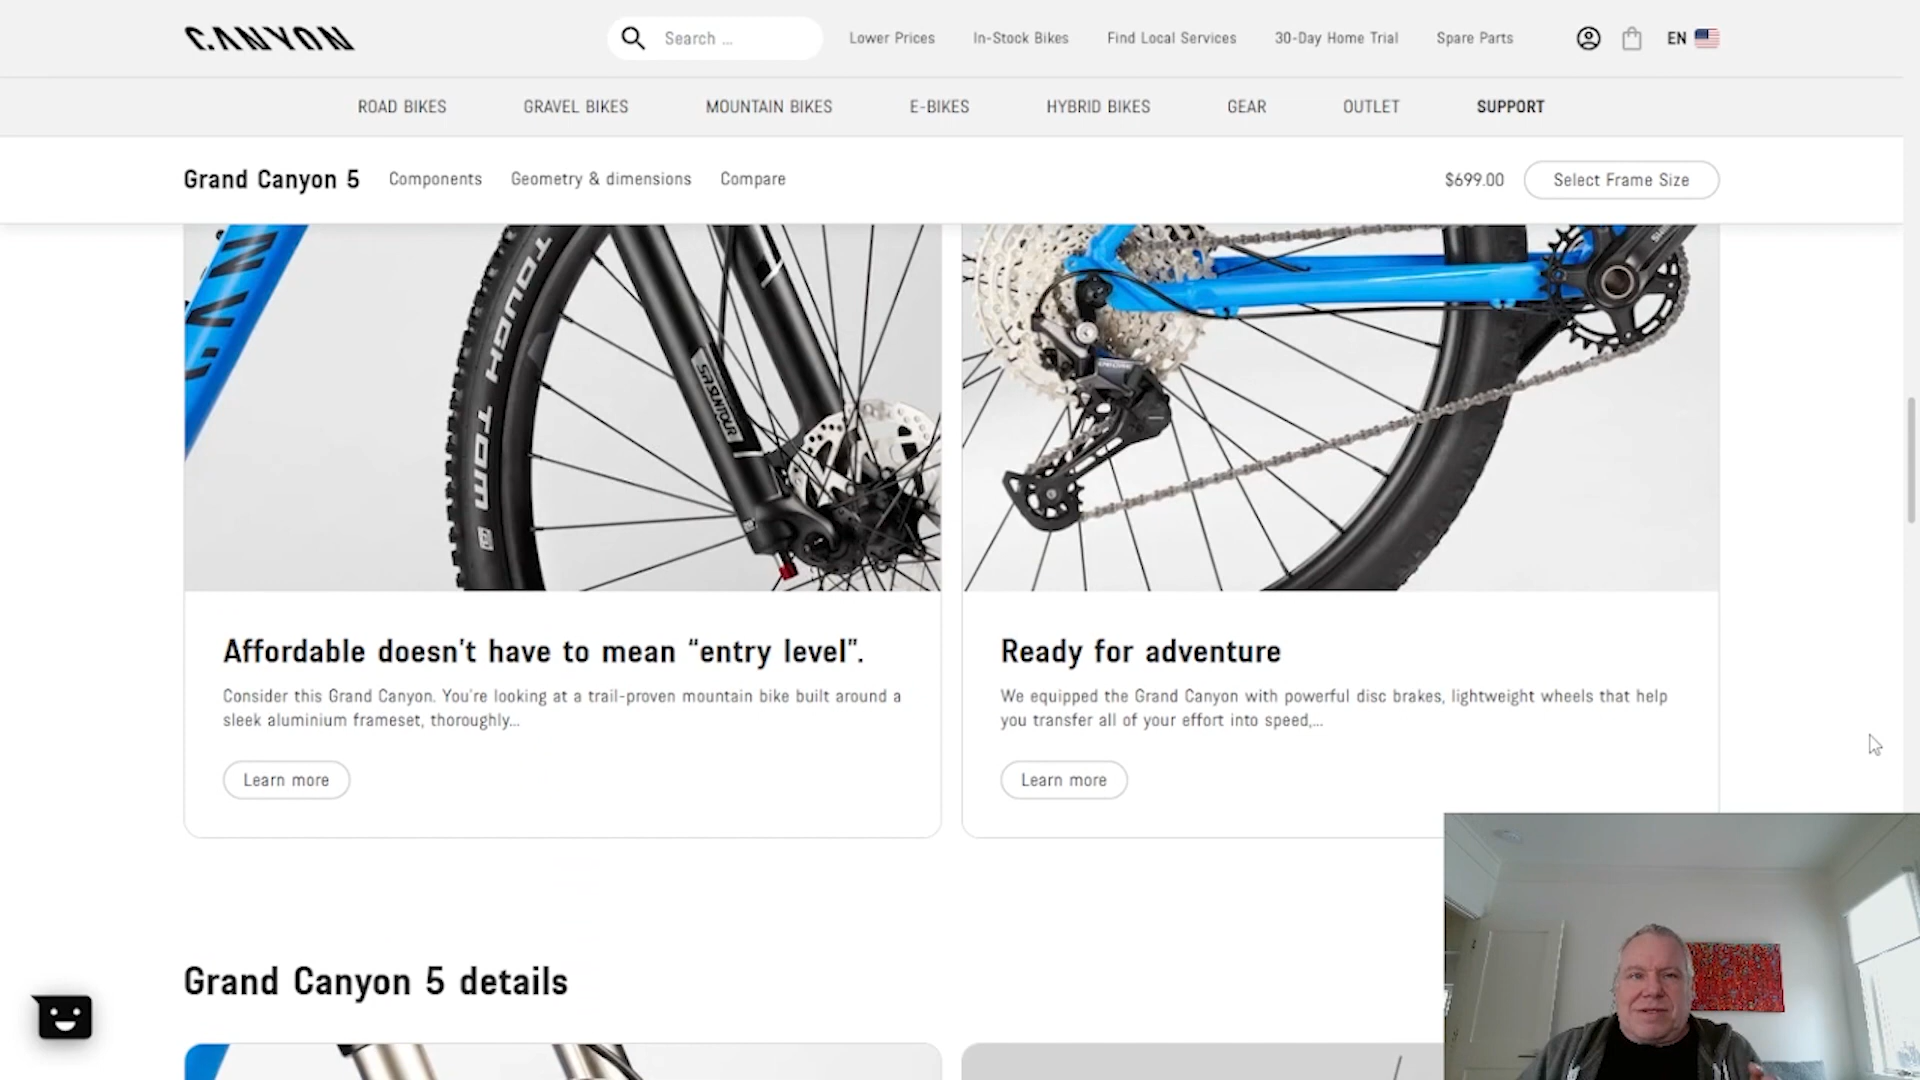 CANYON
Search ...
Lower Prices
In-Stock Bikes
Find Local Services
30-Day Home Trial
Spare Parts
EN
ROAD BIKES
GRAVEL BIKES
MOUNTAIN BIKES
E-BIKES
HYBRID BIKES
GEAR
OUTLET
SUPPORT
Grand Canyon 5
Components
Geometry & dimensions
Compare
$699.00
Select Frame Size
TOUGH TOM
SR SUNTOUR
DEORE
Affordable doesn't have to mean “entry level”.
Consider this Grand Canyon. You're looking at a trail-proven mountain bike built around a
sleek aluminium frameset, thoroughly...
Learn more
Ready for adventure
We equipped the Grand Canyon with powerful disc brakes, lightweight wheels that help
you transfer all of your effort into speed,...
Learn more
Grand Canyon 5 details